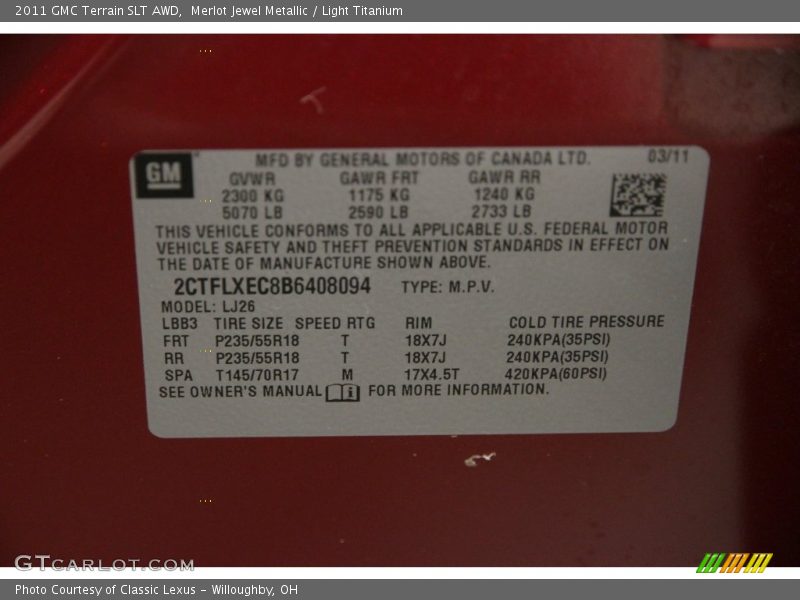 2011 GMC Terrain SLT AWD,  Merlot Jewel Metallic / Light Titanium
GM
MFD BY GENERAL MOTORS OF CANADA LTD.
03/11
GVWR GAWR FRT GAWR RR
2300 KG 1175 KG 1240 KG
5070 LB 2590 LB 2733 LB
THIS VEHICLE CONFORMS TO ALL APPLICABLE U.S. FEDERAL MOTOR
VEHICLE SAFETY AND THEFT PREVENTION STANDARDS IN EFFECT ON
THE DATE OF MANUFACTURE SHOWN ABOVE.
2CTFLXEC8B6408094 TYPE: M.P.V.
MODEL: LJ26
LBB3 TIRE SIZE SPEED RTG RIM COLD TIRE PRESSURE
FRT P235/55R18 T 18X7J 240KPA(35PSI)
RR P235/55R18 T 18X7J 240KPA(35PSI)
SPA T145/70R17 M 17X4.5T 420KPA(60PSI)
SEE OWNER'S MANUAL i FOR MORE INFORMATION.
GTCARLOT.COM
Photo Courtesy of Classic Lexus - Willoughby, OH